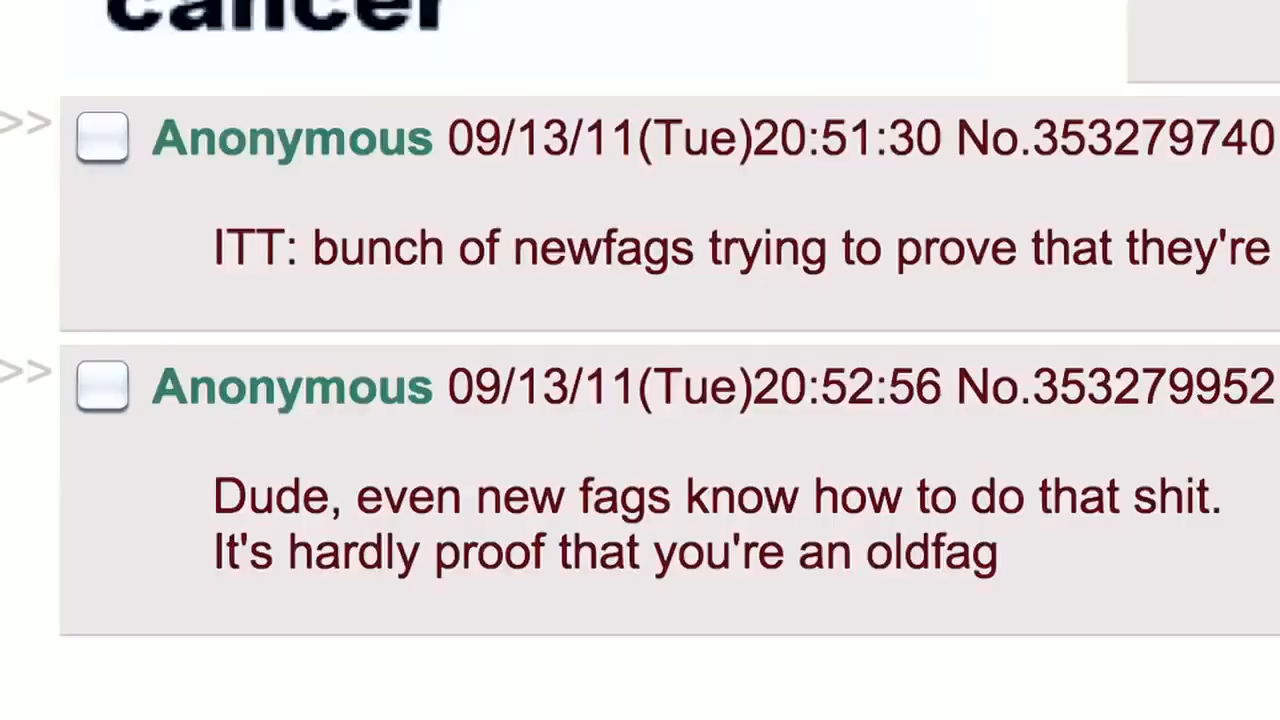 cancer
>> Anonymous 09/13/11(Tue)20:51:30 No.353279740
ITT: bunch of newfags trying to prove that they're
>> Anonymous 09/13/11(Tue)20:52:56 No.353279952
Dude, even new fags know how to do that shit.
It's hardly proof that you're an oldfag